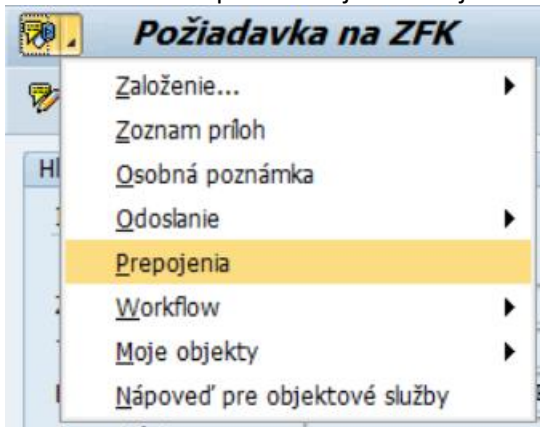 Požiadavka na ZFK
Založenie...
Zoznam príloh
Osobná poznámka
Odoslanie
Prepojenia
Workflow
Moje objekty
Nápoveď pre objektové služby